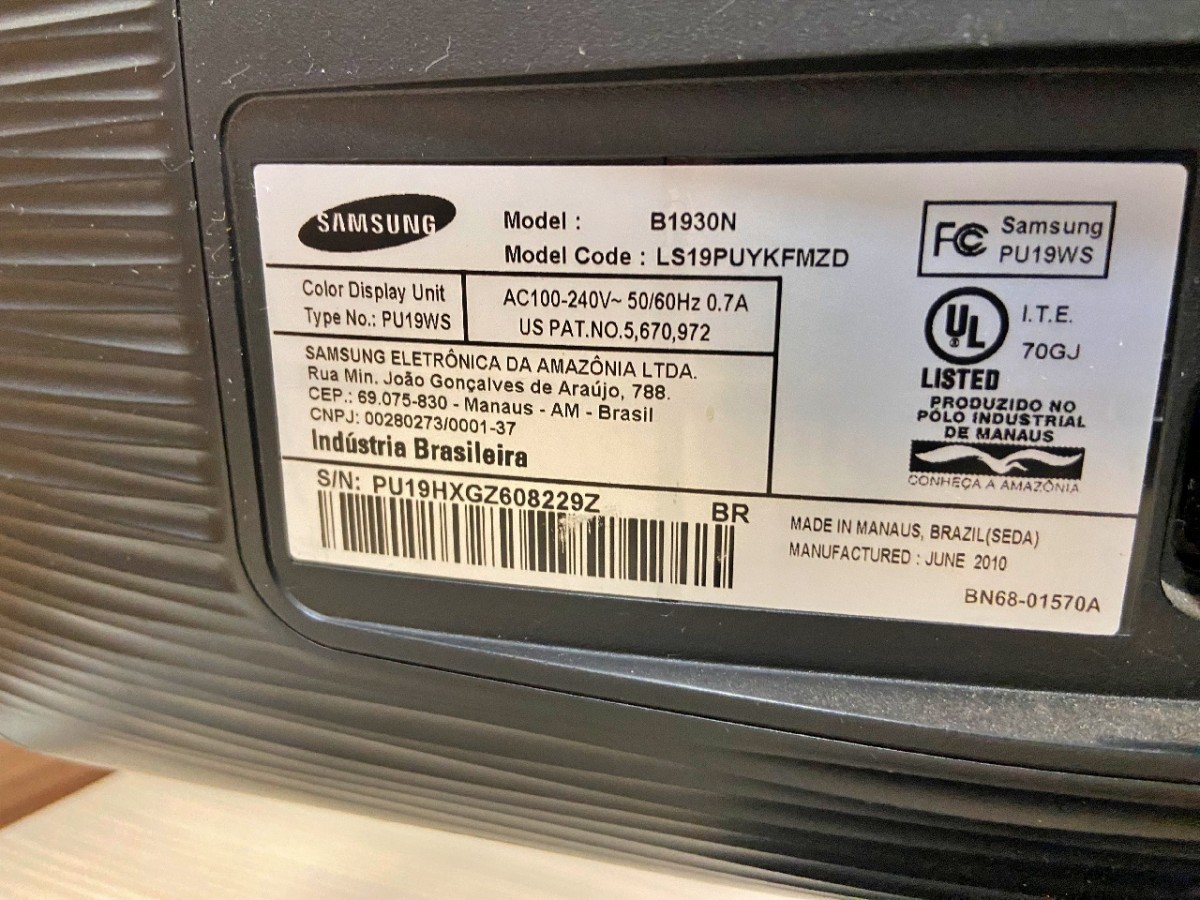 SAMSUNG
Model : B1930N
Model Code : LS19PUYKFMZD
FC Samsung
PU19WS
Color Display Unit
Type No.: PU19WS
AC100-240V~ 50/60Hz 0.7A
US PAT.NO.5,670,972
UL
LISTED
I.T.E.
70GJ
PRODUZIDO NO
PÓLO INDUSTRIAL
DE MANAUS
CONHEÇA A AMAZÔNIA
SAMSUNG ELETRÔNICA DA AMAZÔNIA LTDA.
Rua Min. João Gonçalves de Araújo, 788.
CEP.: 69.075-830 - Manaus - AM - Brasil
CNPJ: 00280273/0001-37
Indústria Brasileira
S/N: PU19HXGZ608229Z
BR
MADE IN MANAUS, BRAZIL(SEDA)
MANUFACTURED : JUNE 2010
BN68-01570A